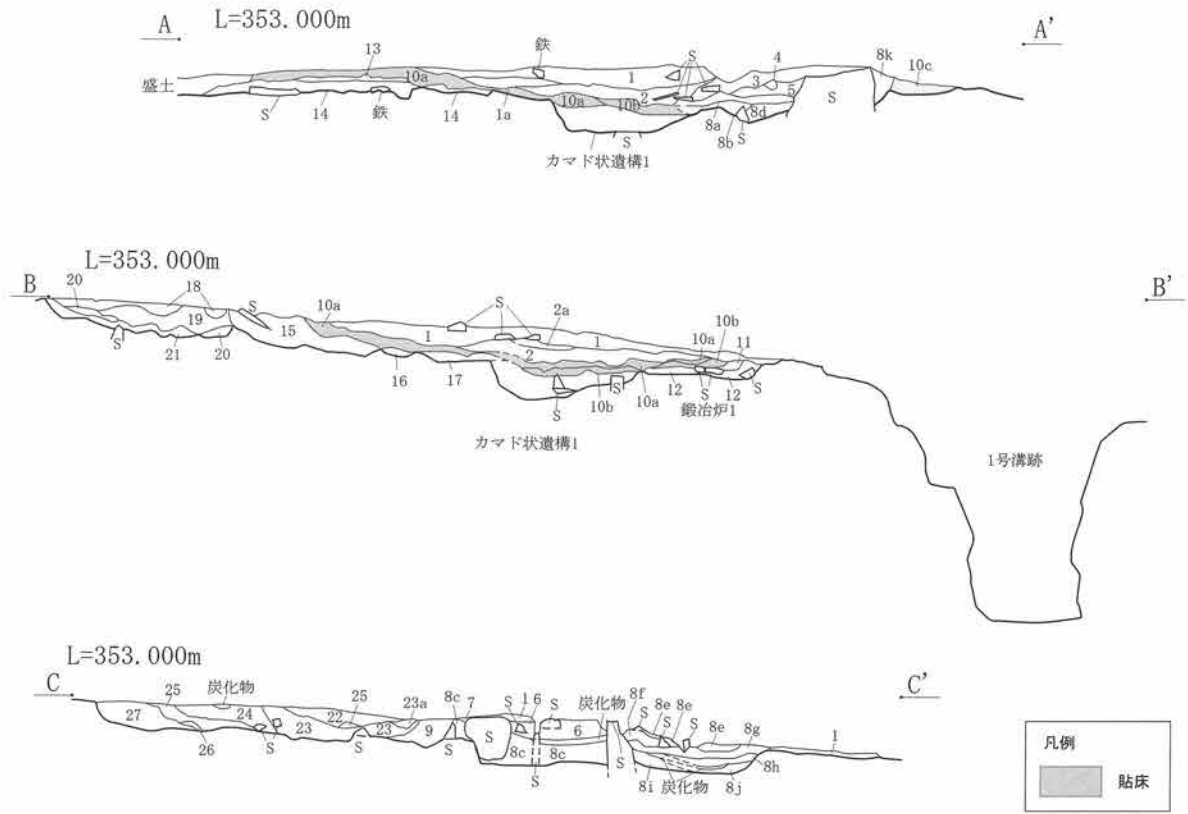 A L=353.000m A'
13 鉄 S 4 8k
10a 1 3 10c
盛土 2 5 S
S 14 鉄 14 1a 10a 10b 8a 8d
S 8b S
カマド状遺構1
L=353.000m
B B'
20 18 S 10a S 2a
19 15 1 1 10a 10b 11
2
S 21 20 16 17 S 10b 10a 12 S 12 S
鍛冶炉1
カマド状遺構1
1号溝跡
L=353.000m
C C'
25 炭化物 25 23a 8c 7 S 1 6 S 炭化物 8f S 8e S 8e S 8e 8g 1
27 24 22 23 9 S 6
26 S 23 S S 8c 8c S 8h
S 8i 炭化物 8j
凡例
貼床